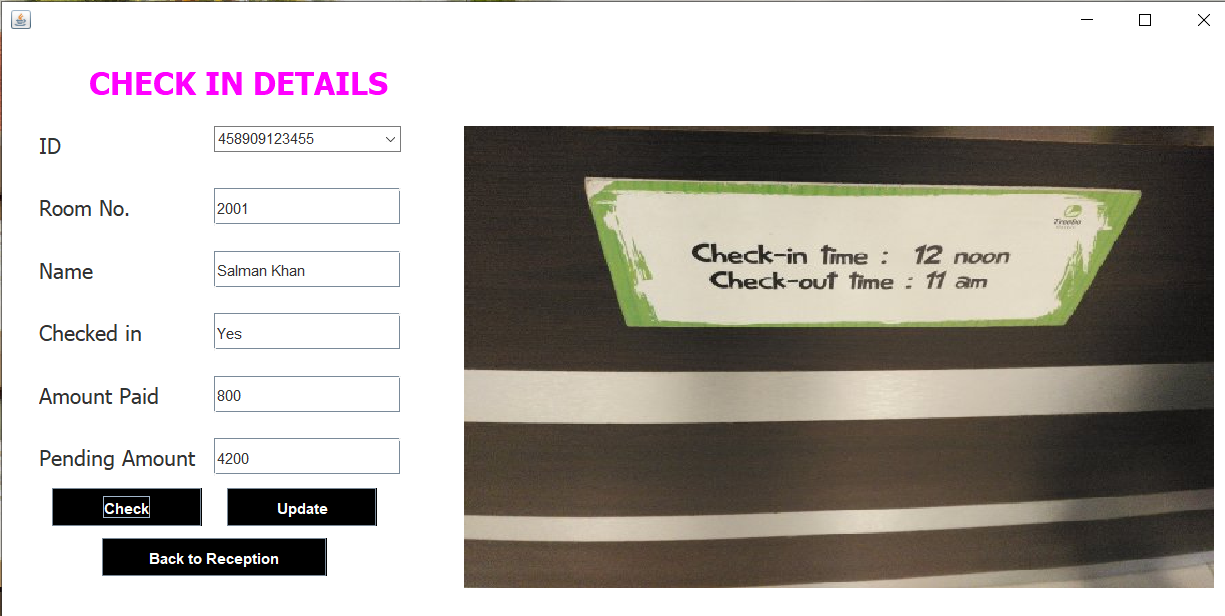 CHECK IN DETAILS
ID 458909123455
Room No. 2001
Name Salman Khan
Checked in Yes
Amount Paid 800
Pending Amount 4200
Check Update
Back to Reception
Treebo
Check-in time : 12 noon
Check-out time : 11 am